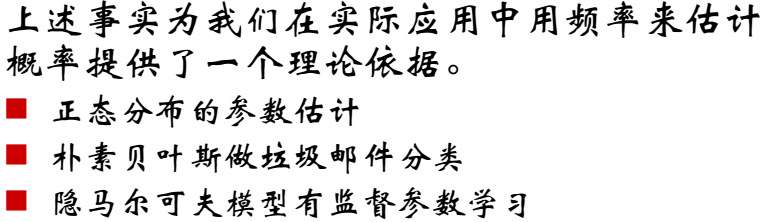 上述事实为我们在实际应用中用频率来估计
概率提供了一个理论依据。
■ 正态分布的参数估计
■ 朴素贝叶斯做垃圾邮件分类
■ 隐马尔可夫模型有监督参数学习